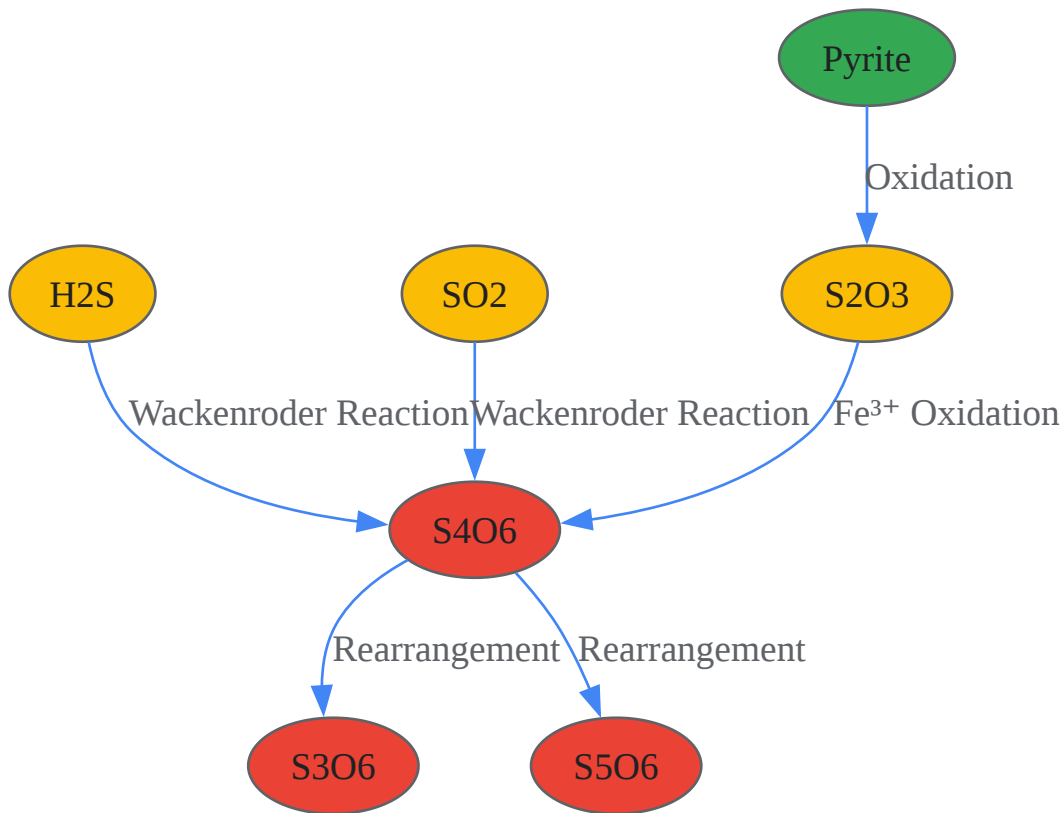 Pyrite
Oxidation
H2S
SO2
S2O3
Wackenroder Reaction
Wackenroder Reaction
Fe³⁺ Oxidation
S4O6
Rearrangement
Rearrangement
S3O6
S5O6